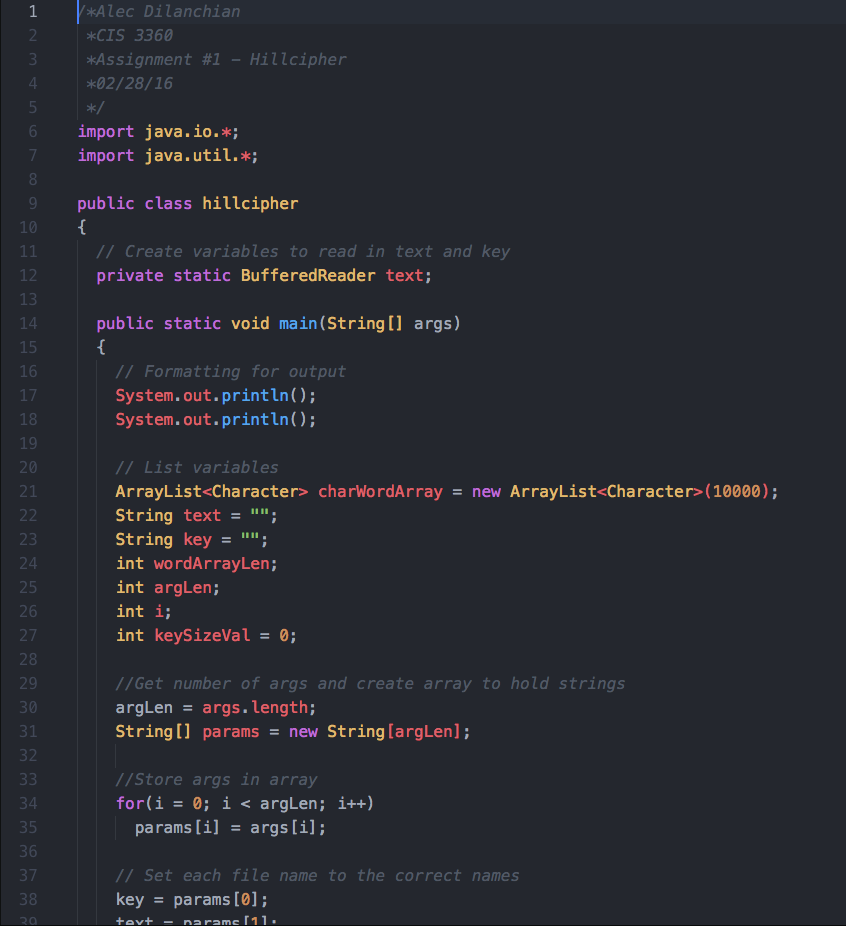 1 /*Alec Dilanchian
2 *CIS 3360
3 *Assignment #1 - Hillcipher
4 *02/28/16
5 */
6 import java.io.*;
7 import java.util.*;
8
9 public class hillcipher
10 {
11 // Create variables to read in text and key
12 private static BufferedReader text;
13
14 public static void main(String[] args)
15 {
16 // Formatting for output
17 System.out.println();
18 System.out.println();
19
20 // List variables
21 ArrayList<Character> charWordArray = new ArrayList<Character>(10000);
22 String text = "";
23 String key = "";
24 int wordArrayLen;
25 int argLen;
26 int i;
27 int keySizeVal = 0;
28
29 //Get number of args and create array to hold strings
30 argLen = args.length;
31 String[] params = new String[argLen];
32
33 //Store args in array
34 for(i = 0; i < argLen; i++)
35 params[i] = args[i];
36
37 // Set each file name to the correct names
38 key = params[0];
39 text = params[1];